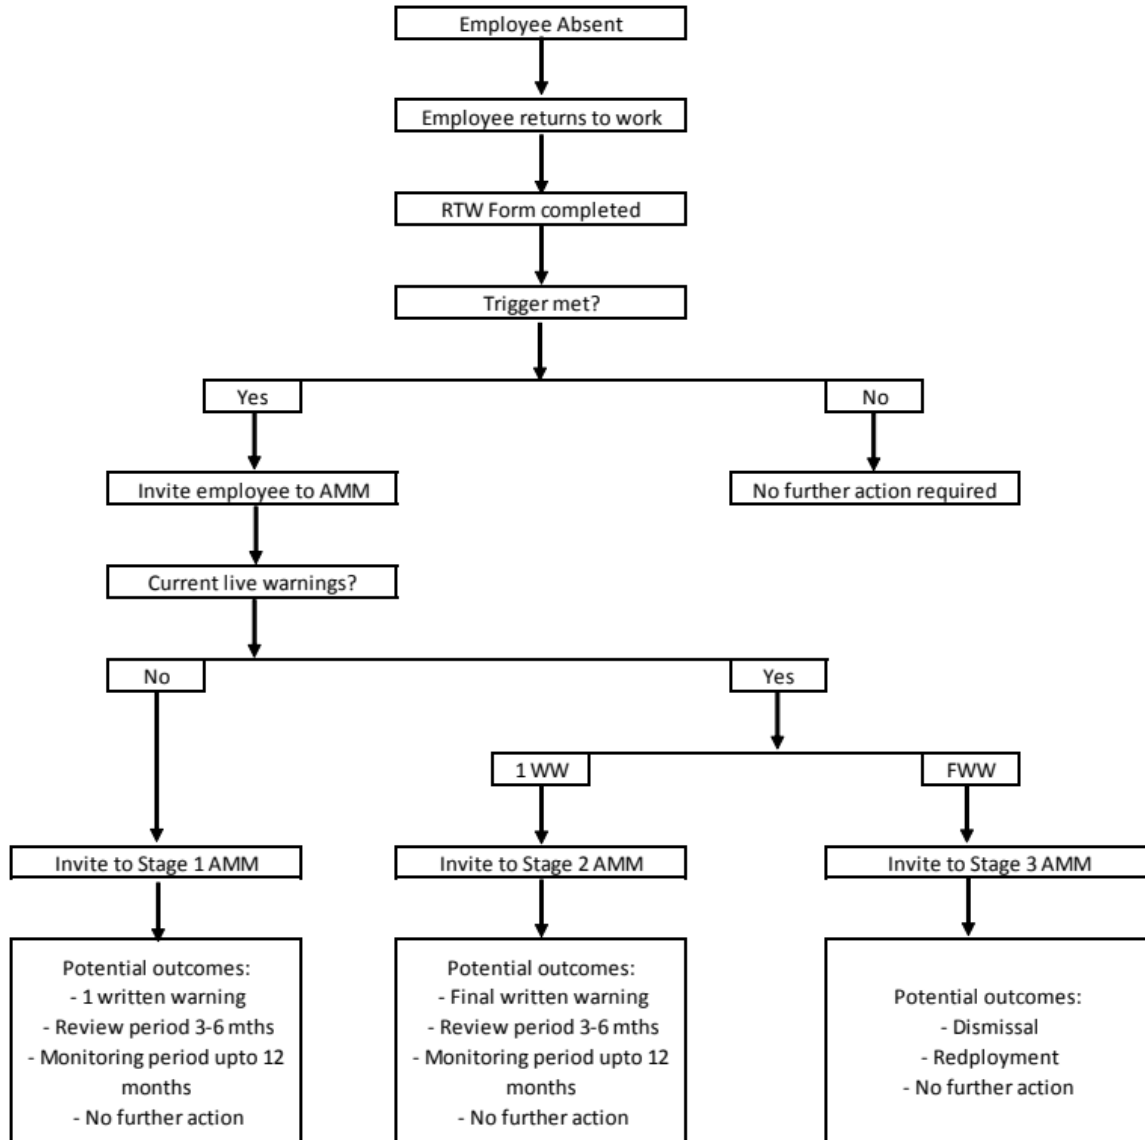 Employee Absent
Employee returns to work
RTW Form completed
Trigger met?
Yes
No
Invite employee to AMM
No further action required
Current live warnings?
No
Yes
1 WW
FWW
Invite to Stage 1 AMM
Invite to Stage 2 AMM
Invite to Stage 3 AMM
Potential outcomes:
- 1 written warning
- Review period 3-6 mths
- Monitoring period upto 12
months
- No further action
Potential outcomes:
- Final written warning
- Review period 3-6 mths
- Monitoring period upto 12
months
- No further action
Potential outcomes:
- Dismissal
- Redployment
- No further action